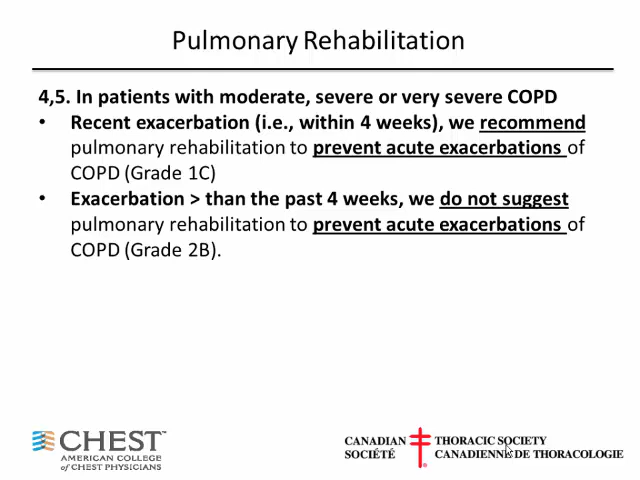 Pulmonary Rehabilitation
4,5. In patients with moderate, severe or very severe COPD
• Recent exacerbation (i.e., within 4 weeks), we recommend
pulmonary rehabilitation to prevent acute exacerbations of
COPD (Grade 1C)
• Exacerbation > than the past 4 weeks, we do not suggest
pulmonary rehabilitation to prevent acute exacerbations of
COPD (Grade 2B).
CHEST™
AMERICAN COLLEGE
of CHEST PHYSICIANS
CANADIAN THORACIC SOCIETY
SOCIÉTÉ CANADIENNE DE THORACOLOGIE